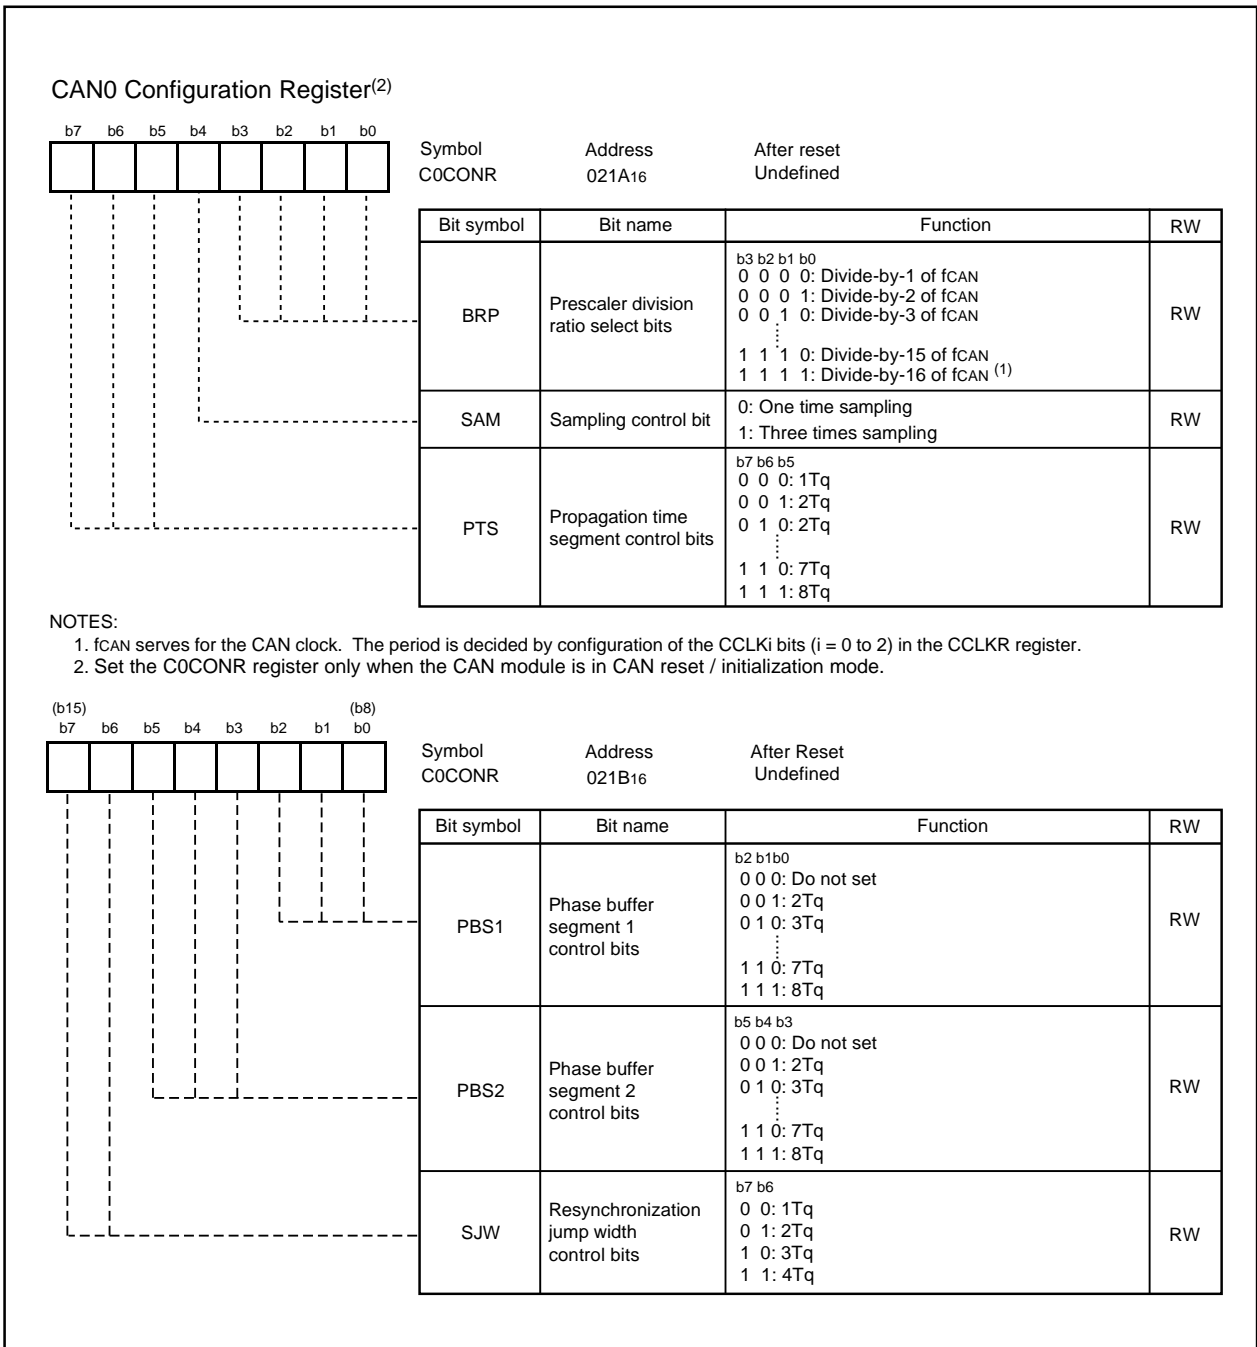 CAN0 Configuration Register(2)
b7 b6 b5 b4 b3 b2 b1 b0
Symbol Address After reset
C0CONR 021A16 Undefined
Bit symbol Bit name Function RW
b3 b2 b1 b0
0 0 0 0: Divide-by-1 of fCAN
0 0 0 1: Divide-by-2 of fCAN
0 0 1 0: Divide-by-3 of fCAN
BRP Prescaler division ratio select bits RW
1 1 1 0: Divide-by-15 of fCAN
1 1 1 1: Divide-by-16 of fCAN (1)
SAM Sampling control bit RW
0: One time sampling
1: Three times sampling
b7 b6 b5
0 0 0: 1Tq
0 0 1: 2Tq
0 1 0: 2Tq
PTS Propagation time segment control bits RW
1 1 0: 7Tq
1 1 1: 8Tq
NOTES:
1. fCAN serves for the CAN clock. The period is decided by configuration of the CCLKi bits (i = 0 to 2) in the CCLKR register.
2. Set the C0CONR register only when the CAN module is in CAN reset / initialization mode.
(b15) (b8)
b7 b6 b5 b4 b3 b2 b1 b0
Symbol Address After Reset
C0CONR 021B16 Undefined
Bit symbol Bit name Function RW
b2 b1b0
0 0 0: Do not set
0 0 1: 2Tq
0 1 0: 3Tq
PBS1 Phase buffer segment 1 control bits RW
1 1 0: 7Tq
1 1 1: 8Tq
b5 b4 b3
0 0 0: Do not set
0 0 1: 2Tq
0 1 0: 3Tq
PBS2 Phase buffer segment 2 control bits RW
1 1 0: 7Tq
1 1 1: 8Tq
b7 b6
0 0: 1Tq
0 1: 2Tq
1 0: 3Tq
1 1: 4Tq
SJW Resynchronization jump width control bits RW